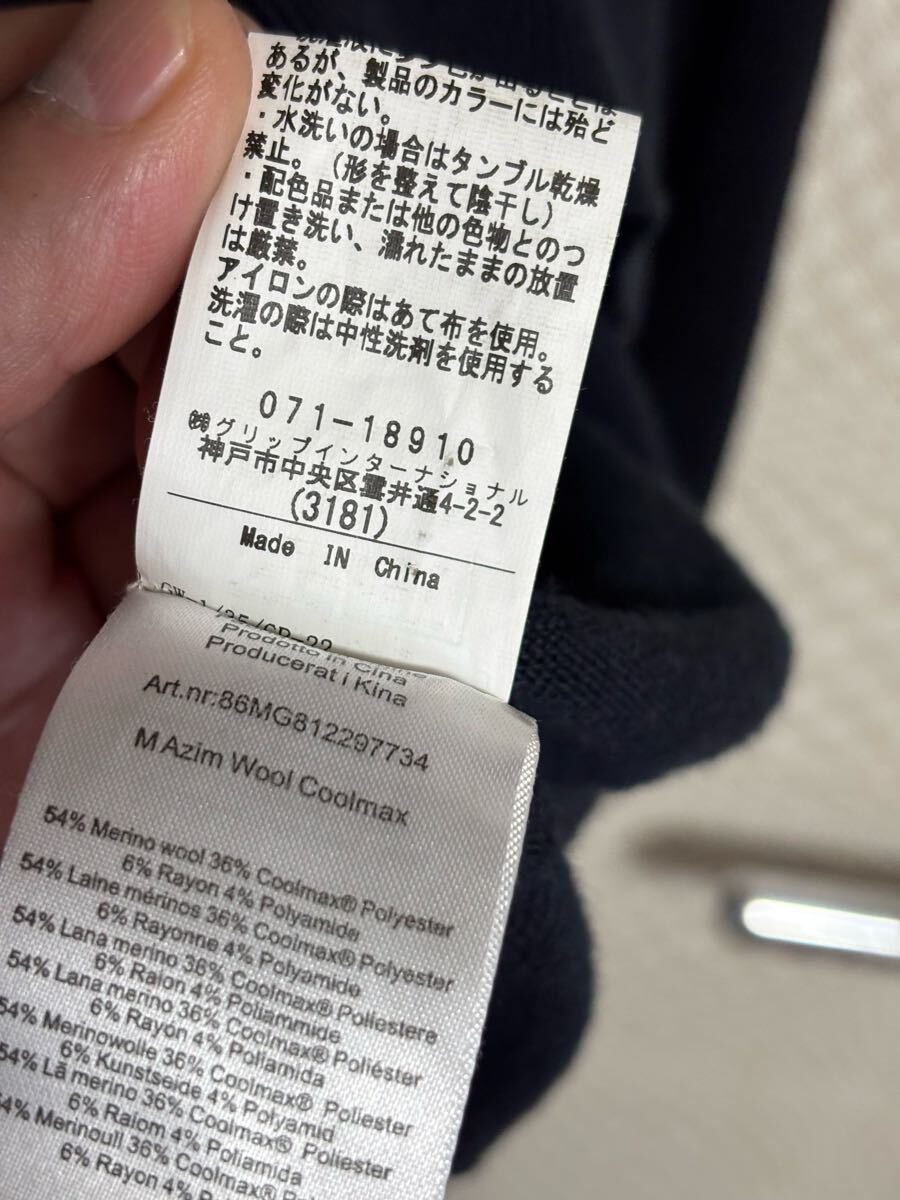 あるが、製品のカラーには殆ど
変化がない。
・水洗いの場合はタンブル乾燥
禁止。（形を整えて陰干し）
・配色品または他の色物とのつ
け置き洗い、濡れたままの放置
は厳禁。
アイロンの際はあて布を使用。
洗濯の際は中性洗剤を使用する
こと。
071-18910
㈱グリップインターナショナル
神戸市中央区雲井通4-2-2
(3181)
Made IN China
Prodotto in Cina
Producerat i Kina
Art.nr:86MG812297734
M Azim Wool Coolmax
54% Merino wool 36% Coolmax® Polyester
6% Rayon 4% Polyamide
54% Laine mérinos 36% Coolmax® Polyester
6% Rayonne 4% Polyamide
54% Lana merino 36% Coolmax® Poliestere
6% Raion 4% Poliammide
54% Lana merino 36% Coolmax® Poliéster
6% Rayon 4% Poliamida
54% Merinowolle 36% Coolmax® Poliester
6% Kunstseide 4% Polyamid
54% Lã merino 36% Coolmax® Poliester
6% Raiom 4% Poliamida
54% Merinoull 36% Coolmax® Poliester
6% Rayon 4%